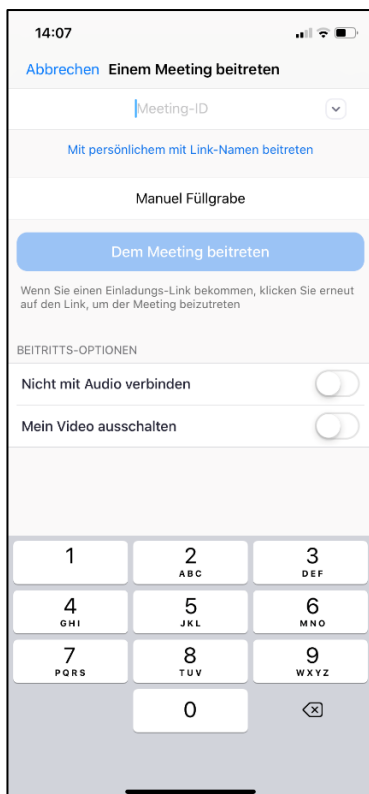 14:07
Abbrechen Einem Meeting beitreten
Meeting-ID
Mit persönlichem mit Link-Namen beitreten
Manuel Füllgrabe
Dem Meeting beitreten
Wenn Sie einen Einladungs-Link bekommen, klicken Sie erneut
auf den Link, um der Meeting beizutreten
BEITRITTS-OPTIONEN
Nicht mit Audio verbinden
Mein Video ausschalten
1 2 3
ABC DEF
4 5 6
GHI JKL MNO
7 8 9
PQRS TUV WXYZ
0